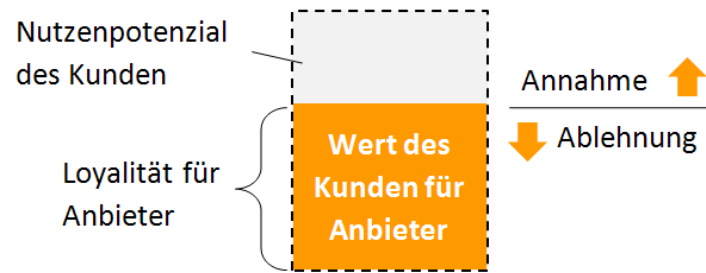 Nutzenpotenzial
des Kunden
Annahme
Ablehnung
Wert des
Kunden für
Anbieter
Loyalität für
Anbieter